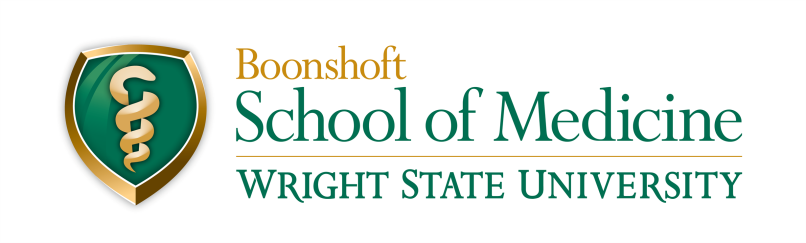 Boonshoft
School of Medicine
WRIGHT STATE UNIVERSITY